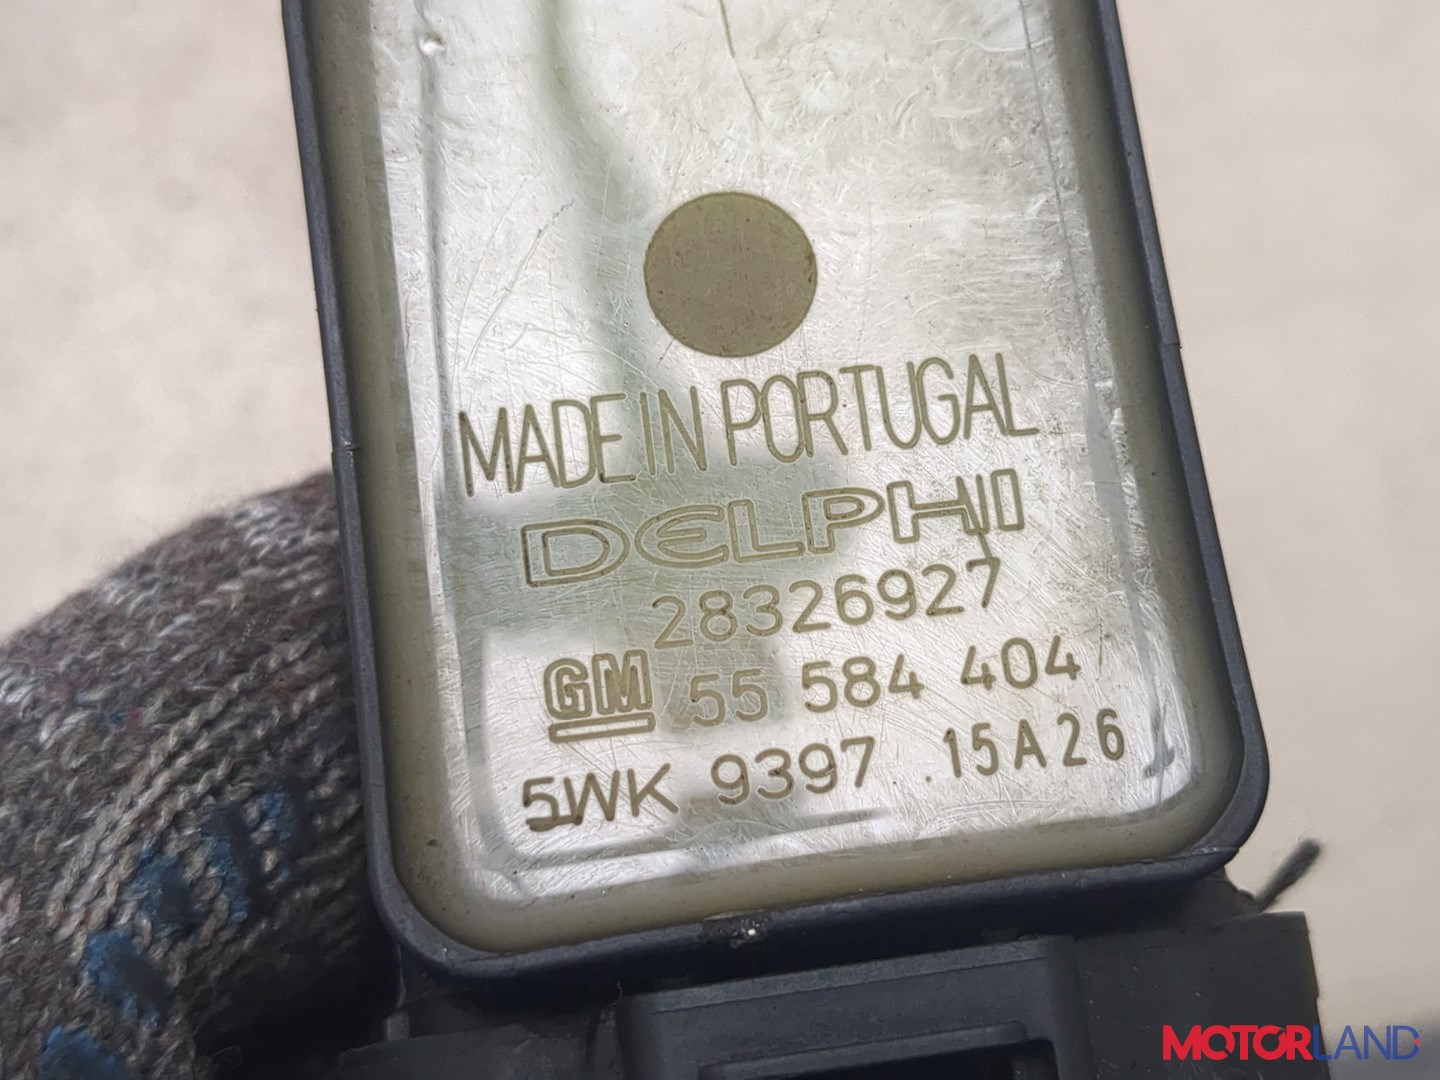 MADE IN PORTUGAL
DELPHI
28326927
GM 55 584 404
5WK 9397 .15A26
MOTORLAND